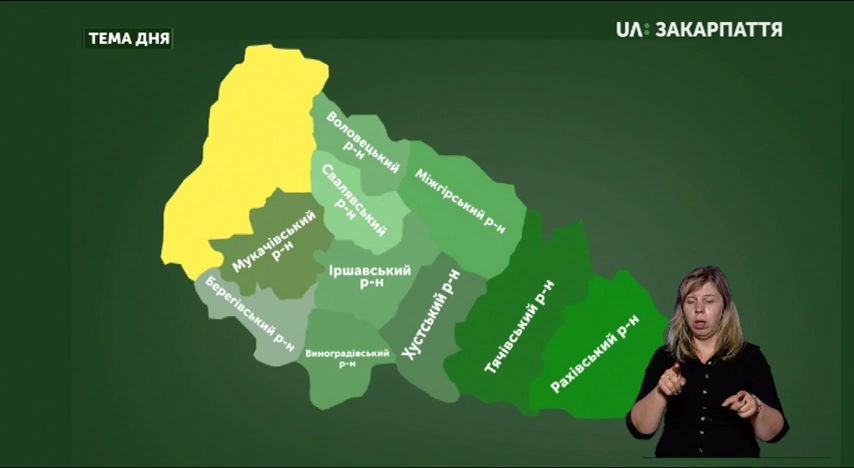 ТЕМА ДНЯ
UA: ЗАКАРПАТТЯ
Воловецький
р-н
Свалявський
р-н
Міжгірський р-н
Мукачівський
р-н
Іршавський
р-н
Берегівський р-н
Виноградівський
р-н
Хустський р-н
Тячівський р-н
Рахівський р-н